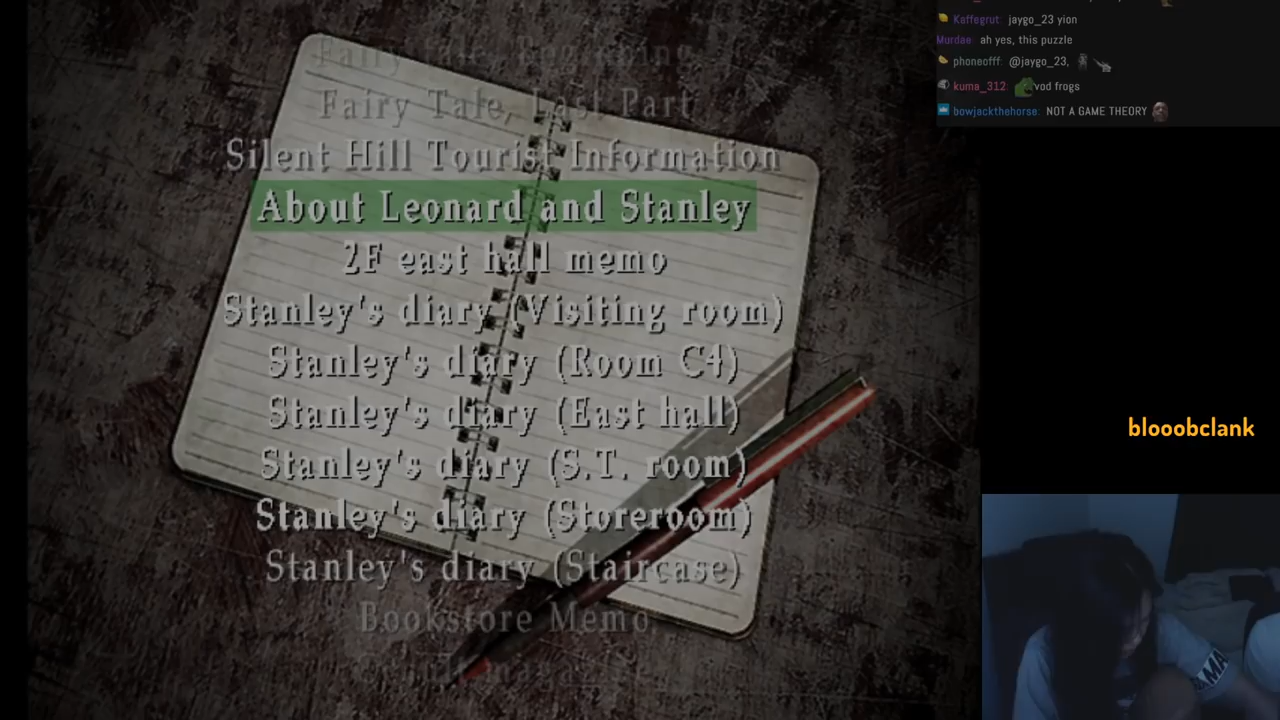 Fairy Tale, Beginning
Fairy Tale, Last Part
Silent Hill Tourist Information
About Leonard and Stanley
2F east hall memo
Stanley's diary (Visiting room)
Stanley's diary (Room C4)
Stanley's diary (East hall)
Stanley's diary (S.T. room)
Stanley's diary (Storeroom)
Stanley's diary (Staircase)
Bookstore Memo
Kaffegrut: jaygo_23 yion
Murdae: ah yes, this puzzle
phoneofff: @jaygo_23,
kuma_312: vod frogs
bowjackthehorse: NOT A GAME THEORY
blooobclank